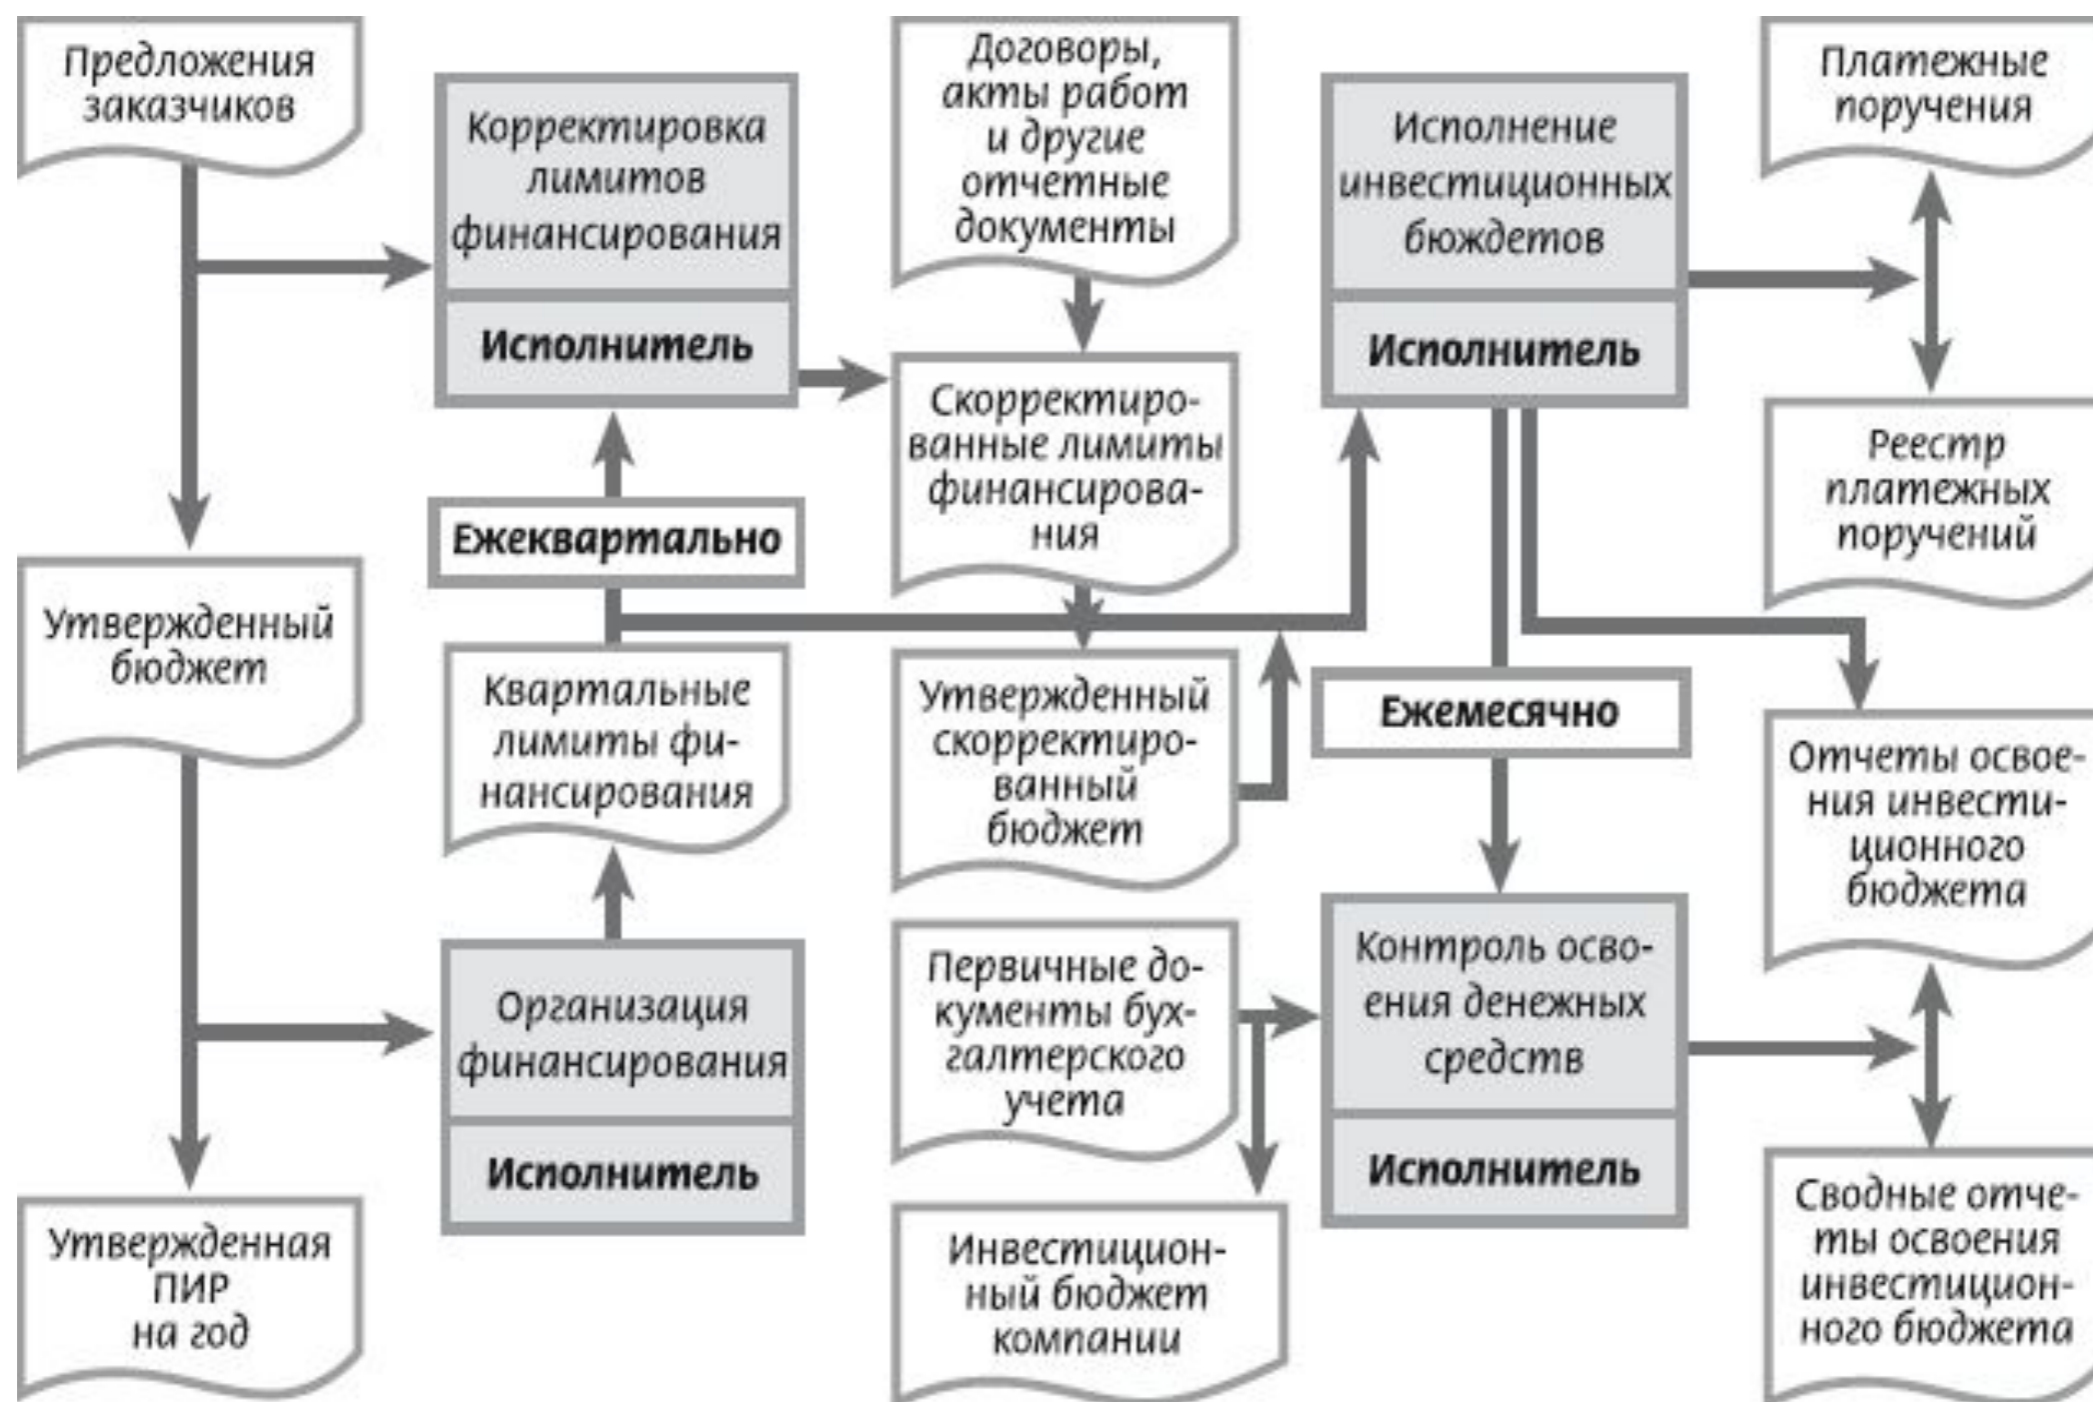 Предложения
заказчиков
Утвержденный
бюджет
Утвержденная
ПИР
на год
Корректировка
лимитов
финансирования
Исполнитель
Ежеквартально
Квартальные
лимиты фи-
нансирования
Организация
финансирования
Исполнитель
Договоры,
акты работ
и другие
отчетные
документы
Скорректиро-
ванные лимиты
финансирова-
ния
Утвержденный
скорректиро-
ванный
бюджет
Первичные до-
кументы бух-
галтерского
учета
Инвестицион-
ный бюджет
компании
Исполнение
инвестиционных
бюждетов
Исполнитель
Ежемесячно
Контроль осво-
ения денежных
средств
Исполнитель
Платежные
поручения
Реестр
платежных
поручений
Отчеты освое-
ния инвести-
ционного
бюджета
Сводные отче-
ты освоения
инвестицион-
ного бюджета